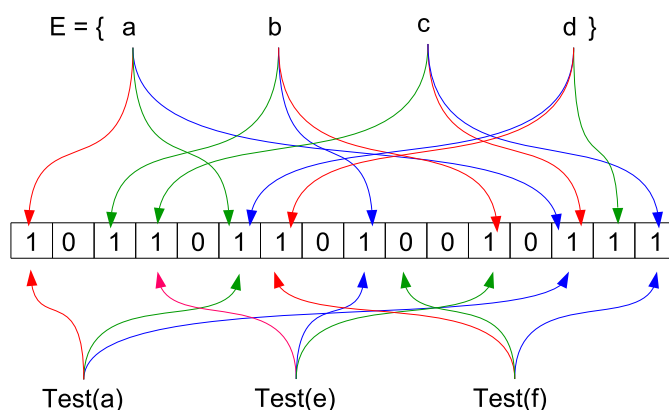 E = { a b c d }
1 0 1 1 0 1 1 0 1 0 0 1 0 1 1 1
Test(a) Test(e) Test(f)